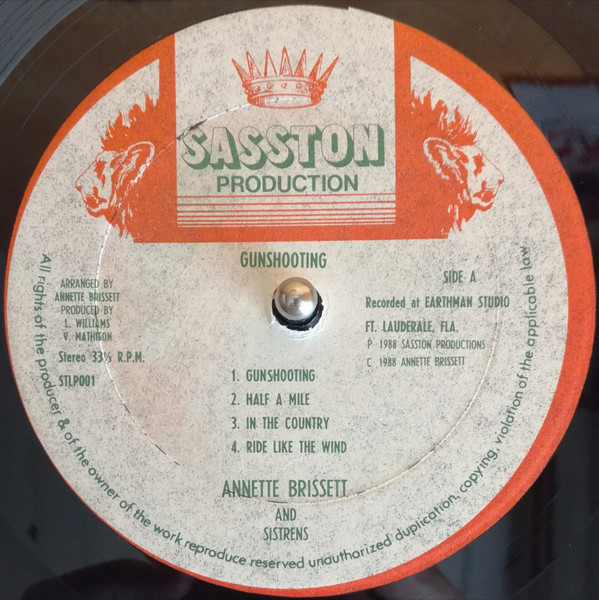 SASSTON
PRODUCTION
GUNSHOOTING
ARRANGED BY
ANNETTE BRISSETT
PRODUCED BY
L. WILLIAMS
V. MATHISON
Stereo 33⅓ R.P.M.
STLP001
SIDE A
Recorded at EARTHMAN STUDIO
FT. LAUDERALE, FLA.
P 1988 SASSTON PRODUCTIONS
C 1988 ANNETTE BRISSETT
1. GUNSHOOTING
2. HALF A MILE
3. IN THE COUNTRY
4. RIDE LIKE THE WIND
ANNETTE BRISSETT
AND
SISTRENS
All rights of the producer & of the owner of the work reproduce reserved unauthorized duplication, copying, violation of the applicable law